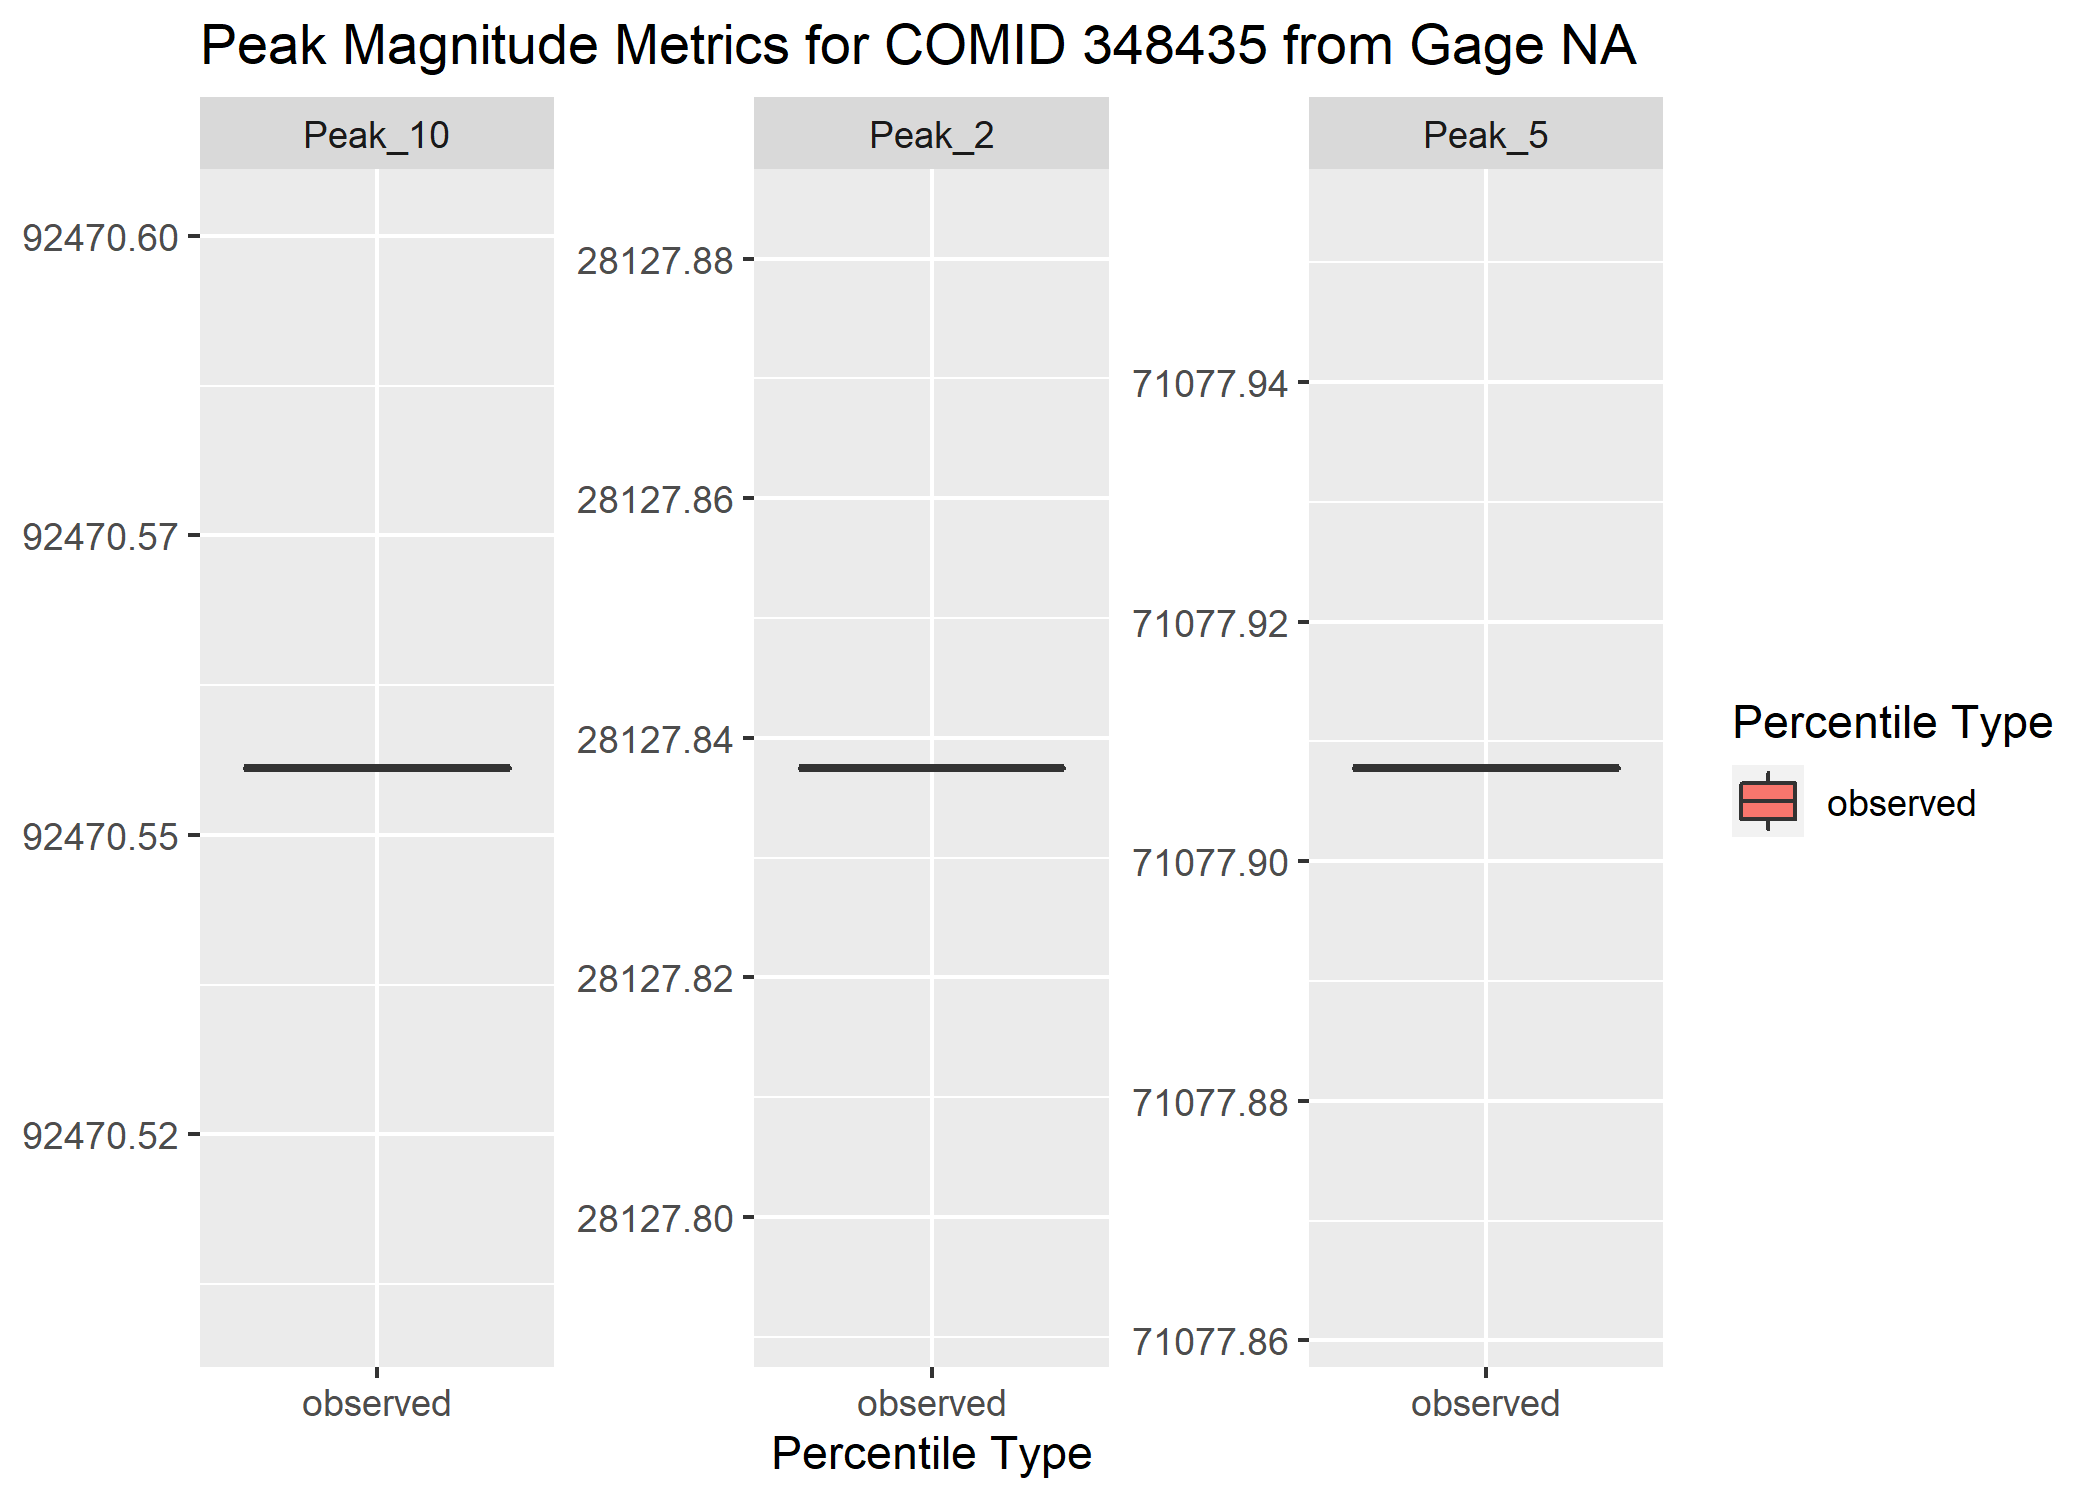 Peak Magnitude Metrics for COMID 348435 from Gage NA
Peak_10
Peak_2
Peak_5
92470.60
92470.57
92470.55
92470.52
28127.88
28127.86
28127.84
28127.82
28127.80
71077.94
71077.92
71077.90
71077.88
71077.86
observed
observed
observed
Percentile Type
Percentile Type
observed